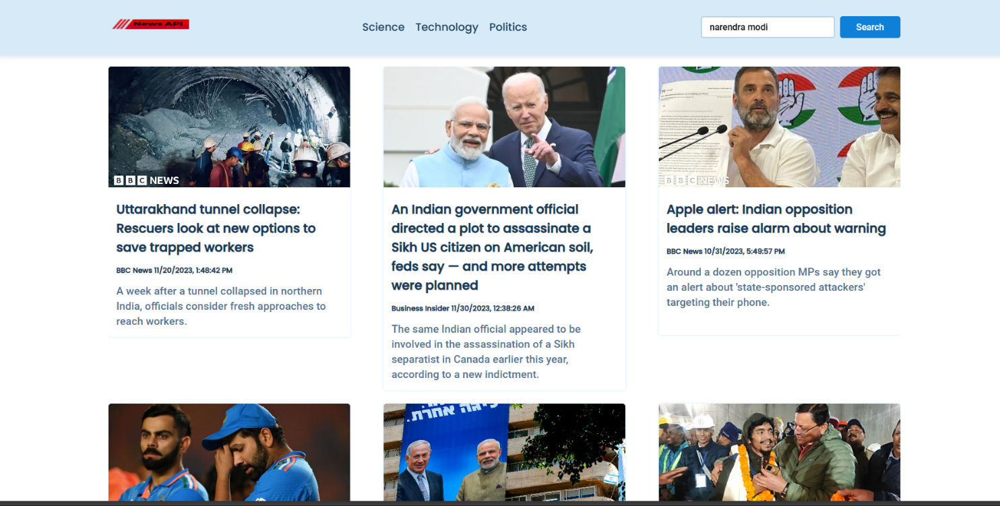 News API
Science Technology Politics
narendra modi
Search
BBC NEWS
Uttarakhand tunnel collapse:
Rescuers look at new options to
save trapped workers
BBC News 11/20/2023, 1:48:42 PM
A week after a tunnel collapsed in northern
India, officials consider fresh approaches to
reach workers.
An Indian government official
directed a plot to assassinate a
Sikh US citizen on American soil,
feds say — and more attempts
were planned
Business Insider 11/30/2023, 12:38:26 AM
The same Indian official appeared to be
involved in the assassination of a Sikh
separatist in Canada earlier this year,
according to a new indictment.
BBC NEWS
Apple alert: Indian opposition
leaders raise alarm about warning
BBC News 10/31/2023, 5:49:57 PM
Around a dozen opposition MPs say they got
an alert about 'state-sponsored attackers'
targeting their phone.
ליגה אחרת.